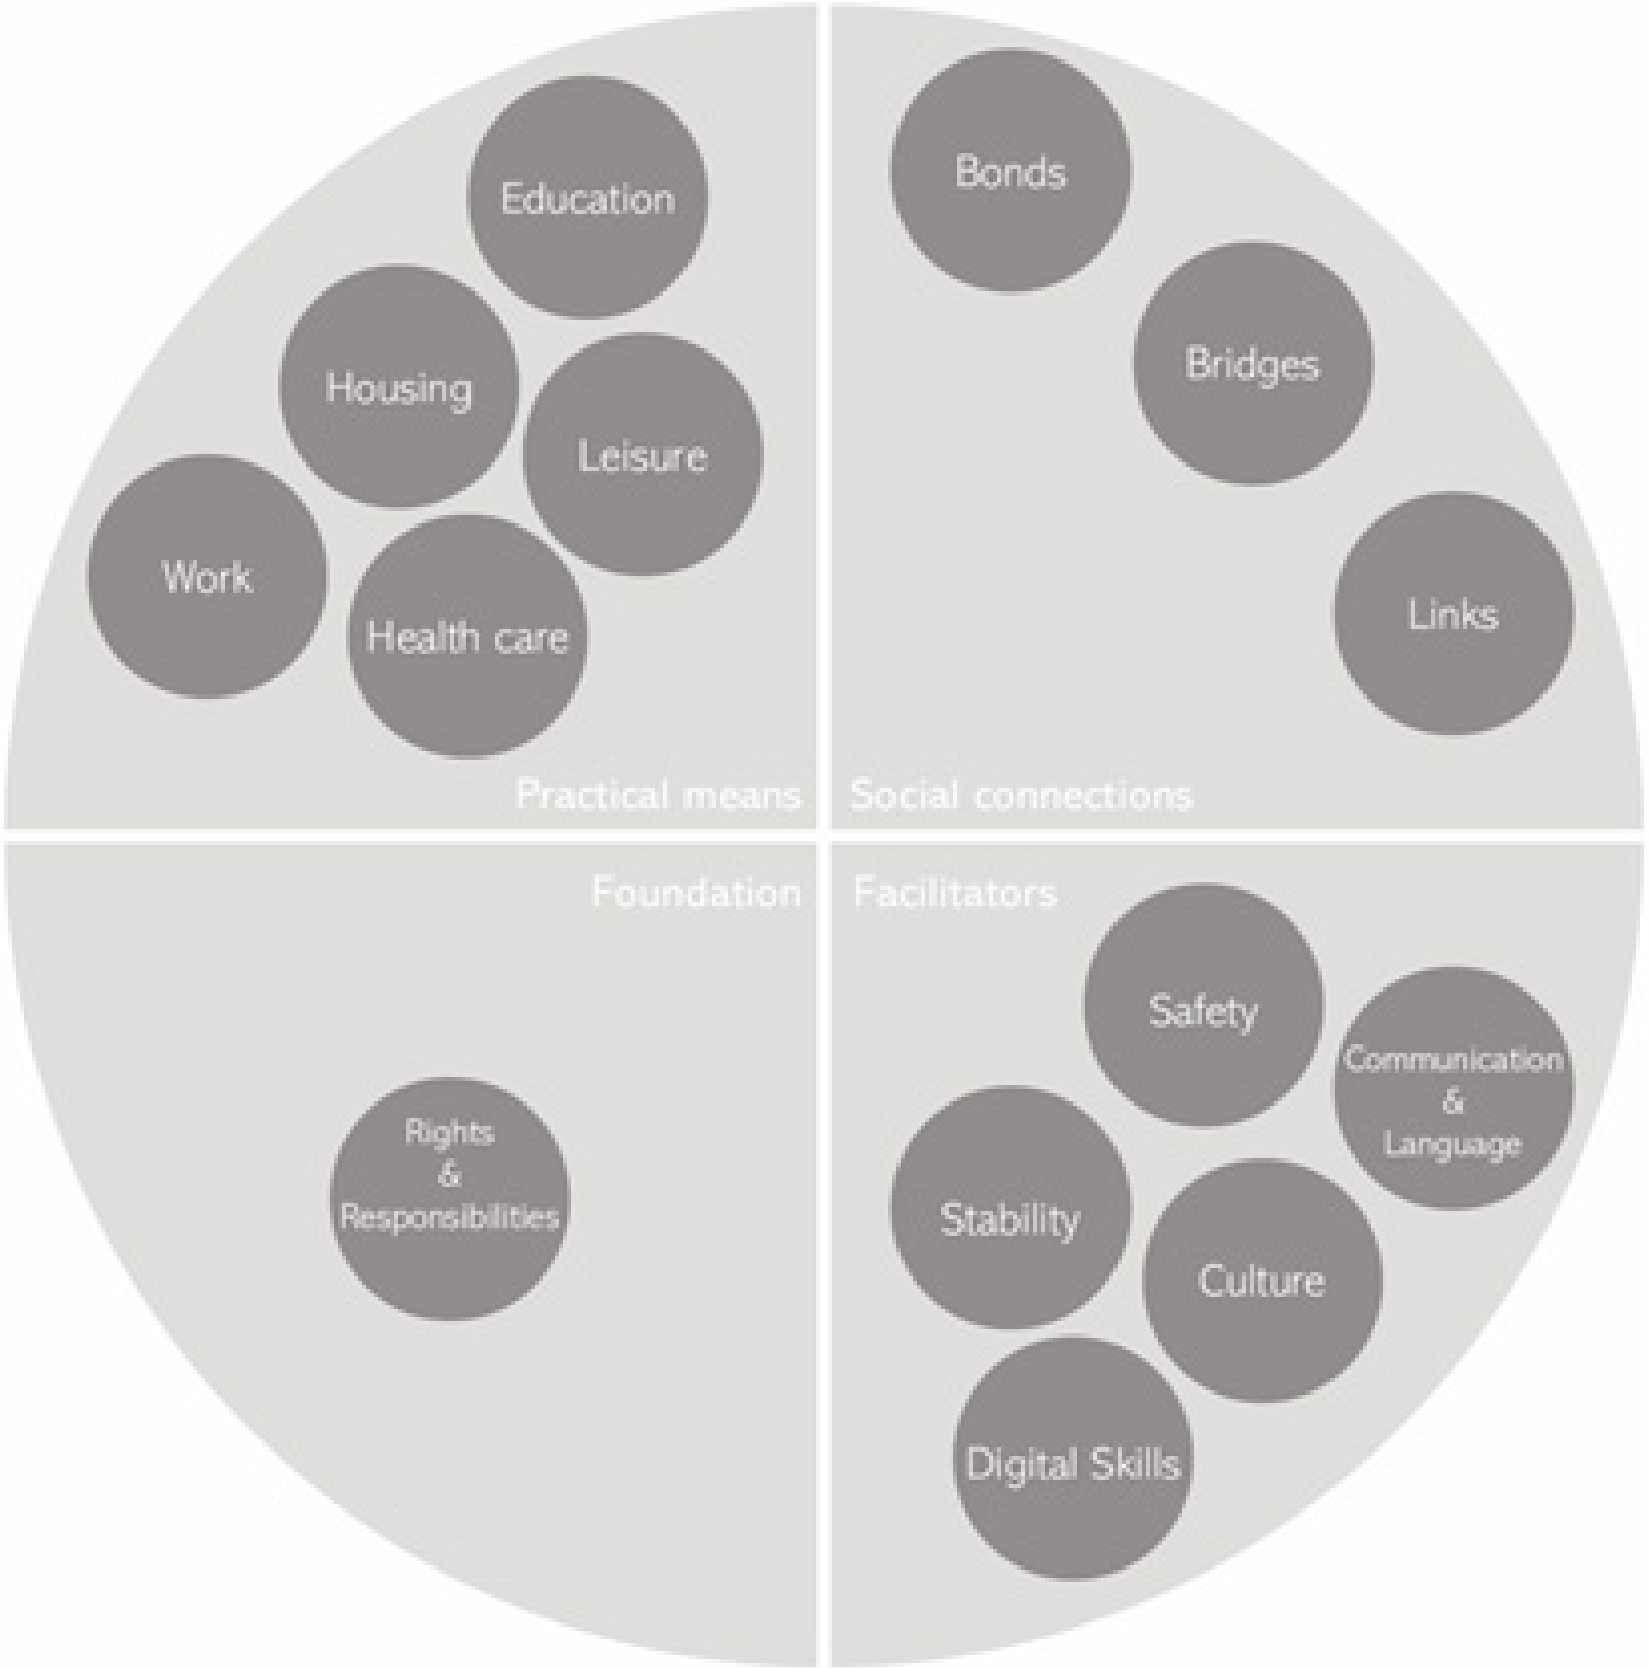 Education
Housing
Leisure
Work
Health care
Practical means
Bonds
Bridges
Links
Social connections
Foundation
Rights
&
Responsibilities
Facilitators
Safety
Communication
&
Language
Stability
Culture
Digital Skills